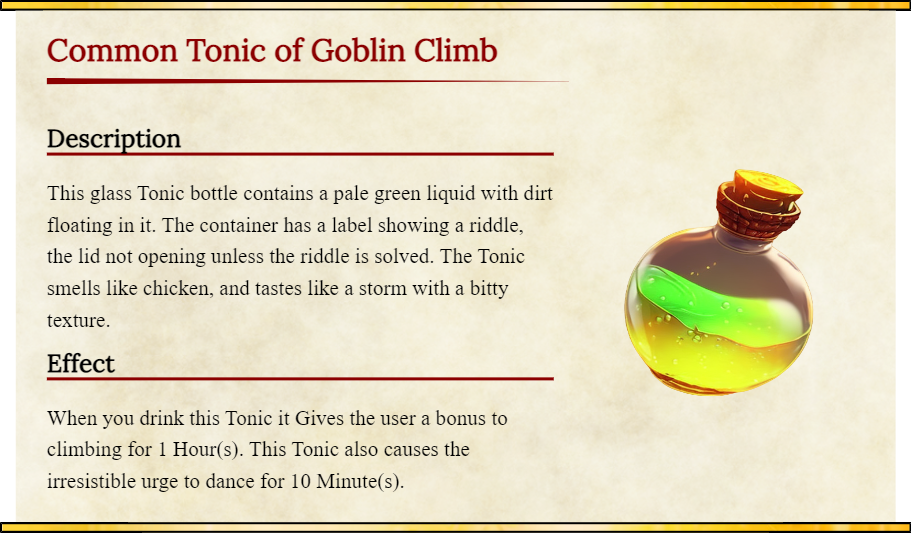 Common Tonic of Goblin Climb
Description
This glass Tonic bottle contains a pale green liquid with dirt
floating in it. The container has a label showing a riddle,
the lid not opening unless the riddle is solved. The Tonic
smells like chicken, and tastes like a storm with a bitty
texture.
Effect
When you drink this Tonic it Gives the user a bonus to
climbing for 1 Hour(s). This Tonic also causes the
irresistible urge to dance for 10 Minute(s).